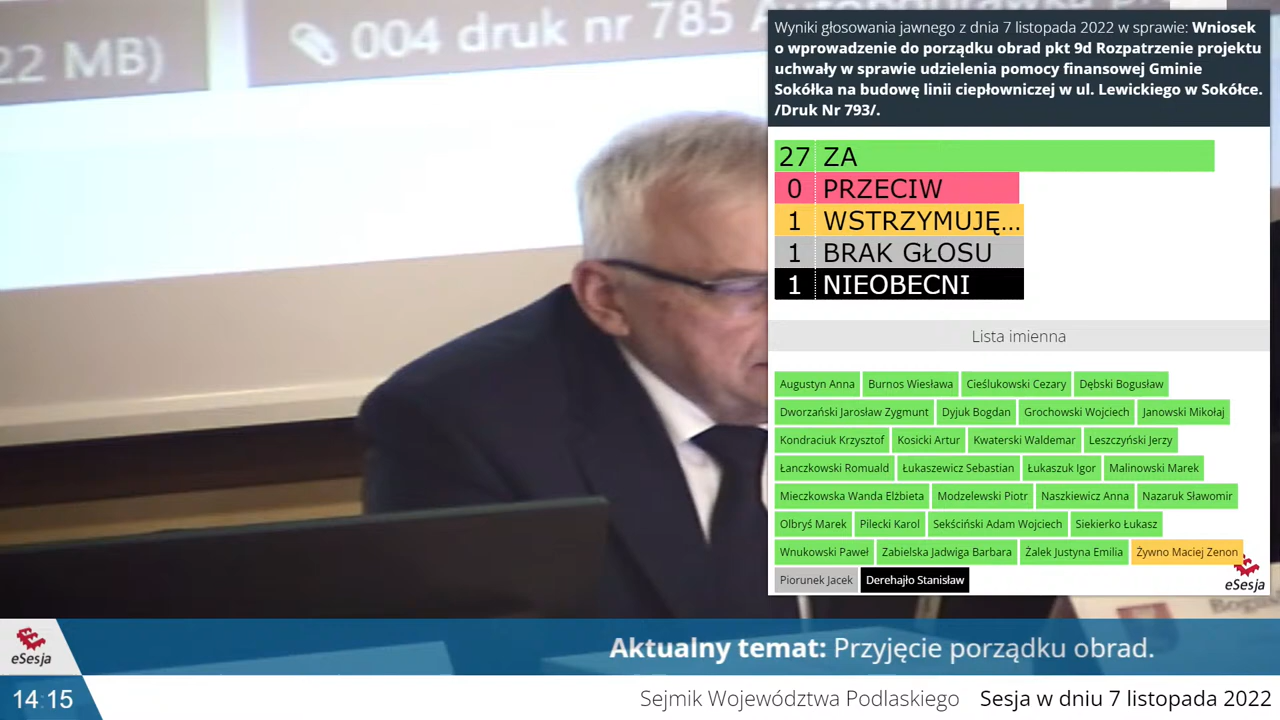 22 MB)
004 druk nr 785
Wyniki głosowania jawnego z dnia 7 listopada 2022 w sprawie: Wniosek
o wprowadzenie do porządku obrad pkt 9d Rozpatrzenie projektu
uchwały w sprawie udzielenia pomocy finansowej Gminie
Sokółka na budowę linii ciepłowniczej w ul. Lewickiego w Sokółce.
/Druk Nr 793/.
27 ZA
0 PRZECIW
1 WSTRZYMUJĘ...
1 BRAK GŁOSU
1 NIEOBECNI
Lista imienna
Augustyn Anna Burnos Wiesława Cieślukowski Cezary Dębski Bogusław
Dworzański Jarosław Zygmunt Dyjuk Bogdan Grochowski Wojciech Janowski Mikołaj
Kondraciuk Krzysztof Kosicki Artur Kwaterski Waldemar Leszczyński Jerzy
Łanczkowski Romuald Łukaszewicz Sebastian Łukaszuk Igor Malinowski Marek
Mieczkowska Wanda Elżbieta Modzelewski Piotr Naszkiewicz Anna Nazaruk Sławomir
Olbryś Marek Pilecki Karol Sekściński Adam Wojciech Siekierko Łukasz
Wnukowski Paweł Zabielska Jadwiga Barbara Żalek Justyna Emilia Żywno Maciej Zenon
Piorunek Jacek Derehajło Stanisław
eSesja
Aktualny temat: Przyjęcie porządku obrad.
eSesja
14:15
Sejmik Województwa Podlaskiego Sesja w dniu 7 listopada 2022